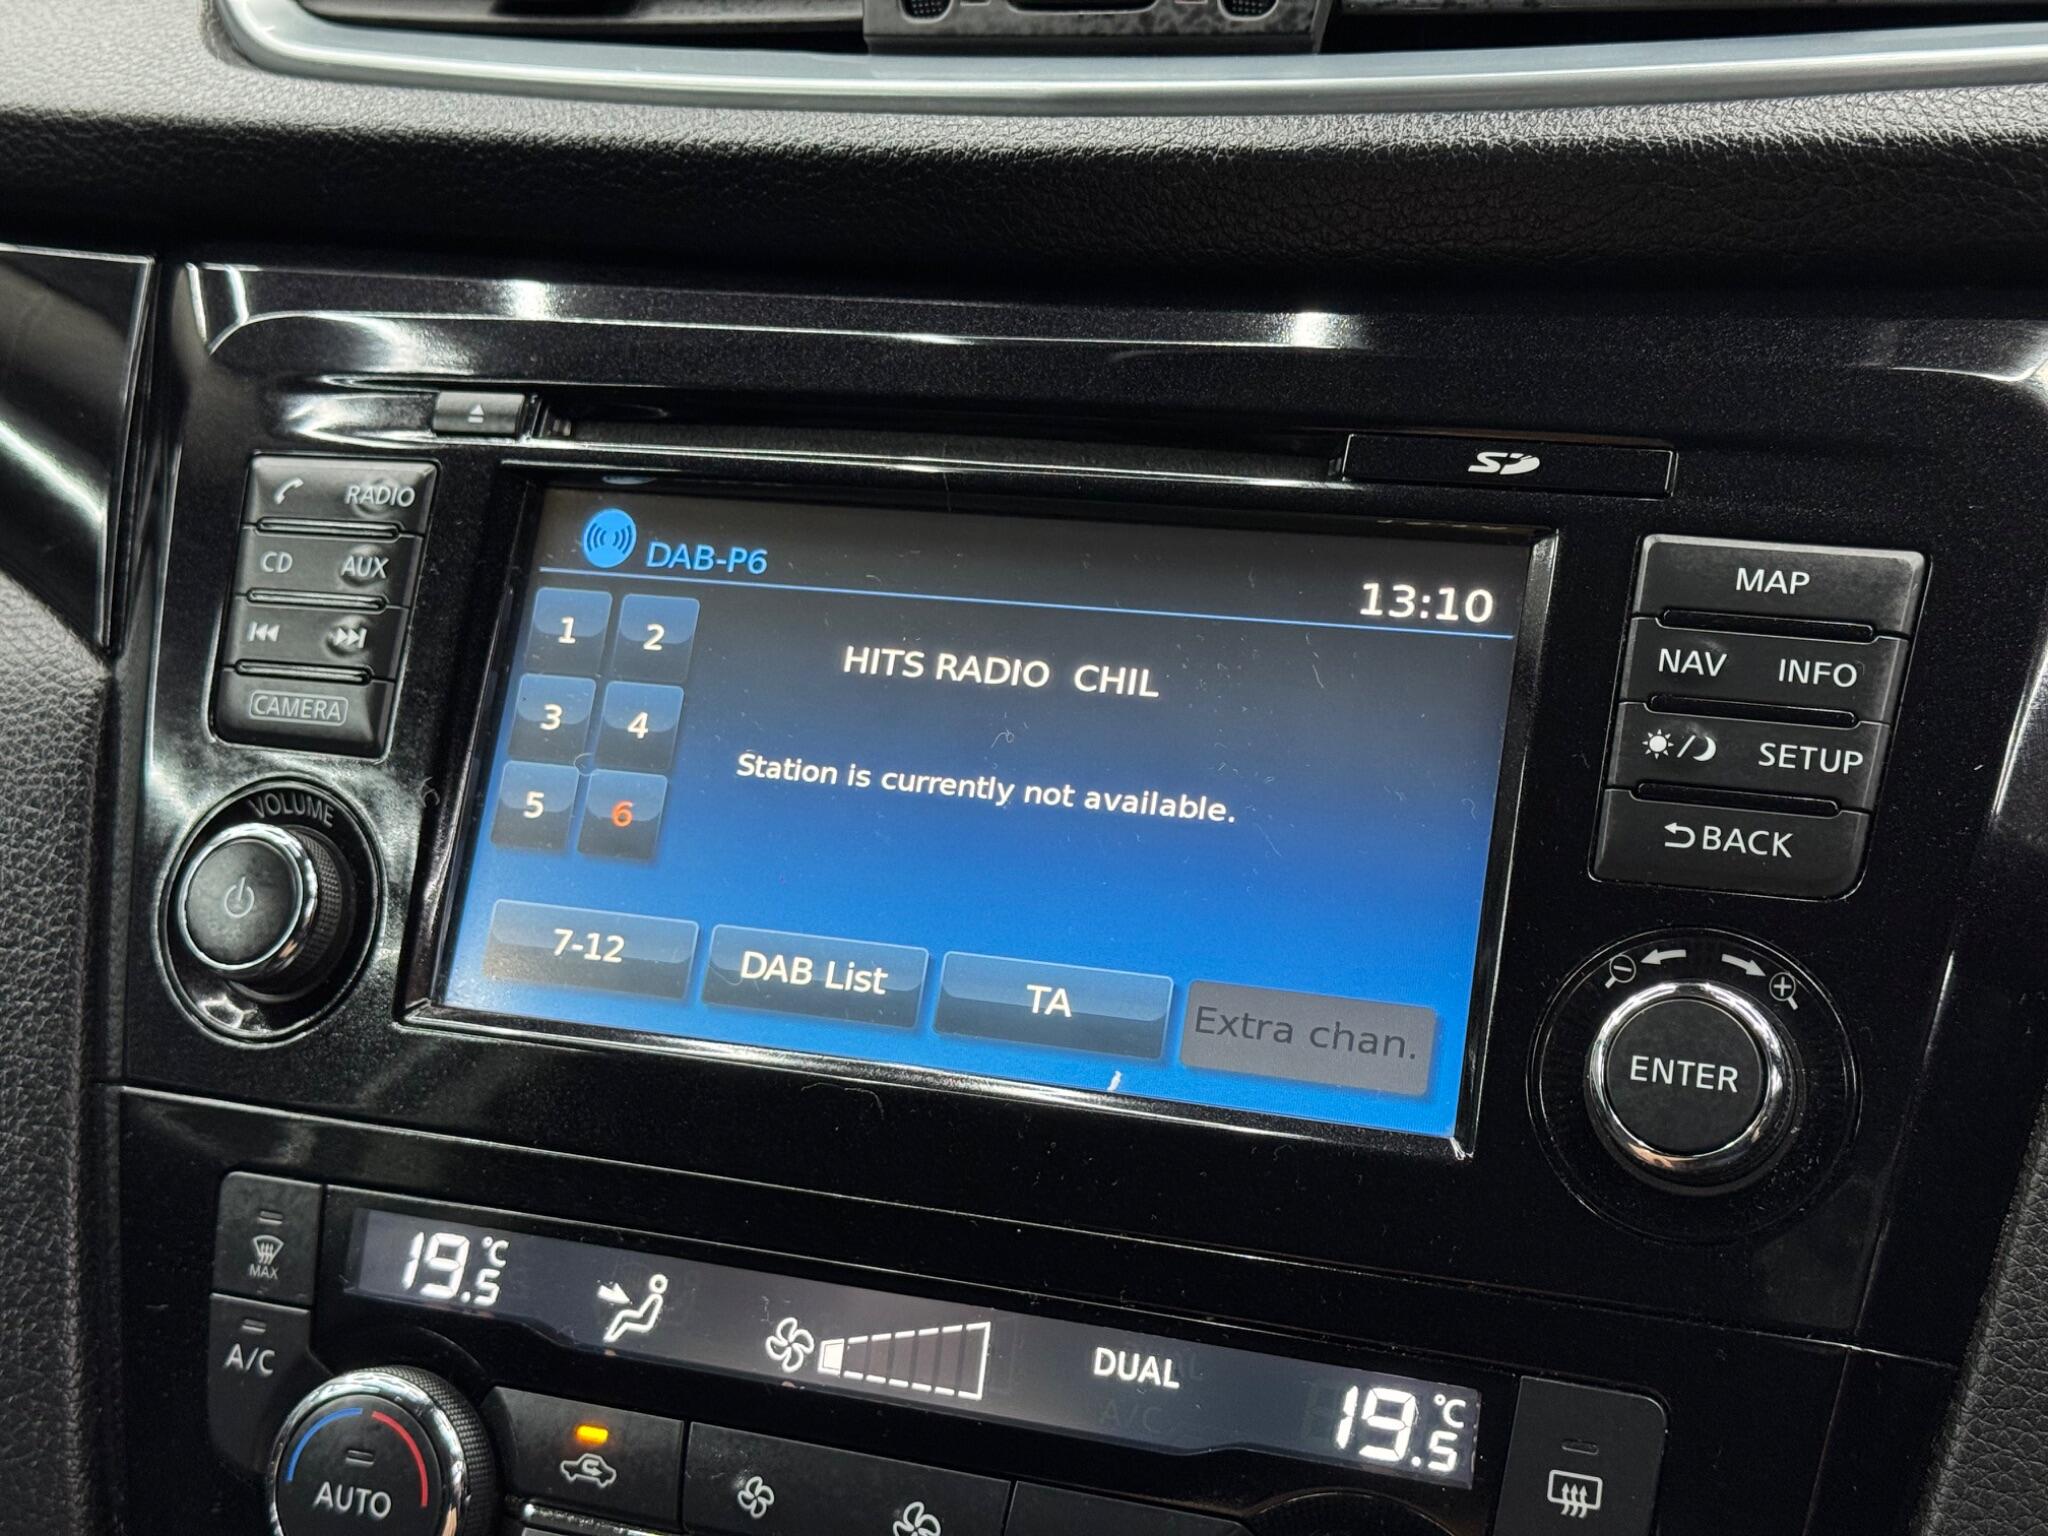 SD
RADIO
CD AUX
CAMERA
VOLUME
DAB-P6
13:10
1 2
3 4
5 6
HITS RADIO CHIL
Station is currently not available.
7-12
DAB List
TA
Extra chan.
MAP
NAV INFO
SETUP
BACK
ENTER
MAX
A/C
AUTO
19.5 °C
DUAL
19.5 °C